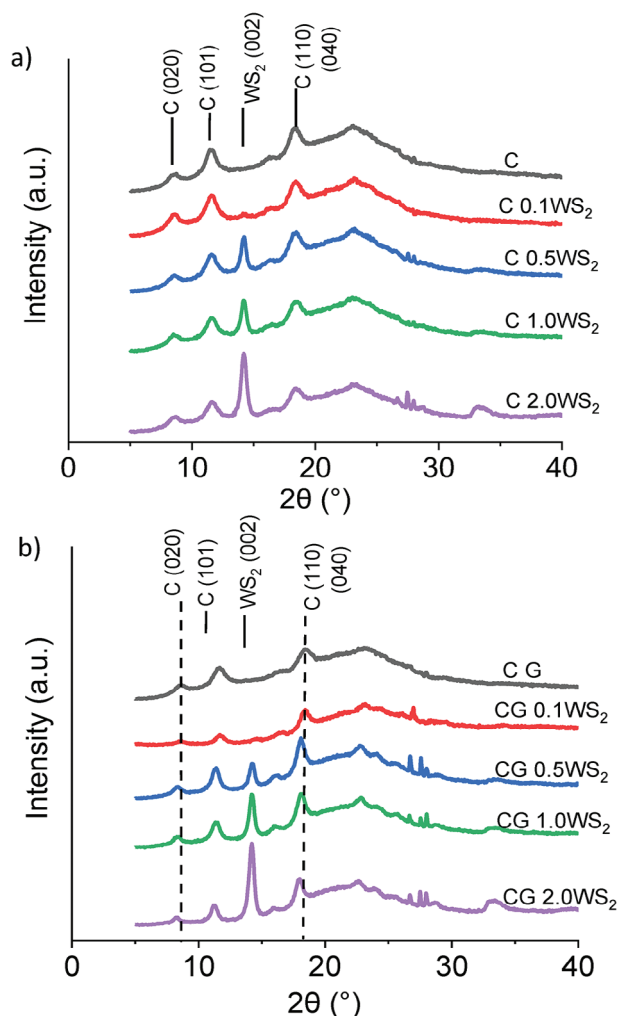 a)
C (020)
C (101)
WS₂ (002)
C (110)
(040)
Intensity (a.u.)
C
C 0.1WS₂
C 0.5WS₂
C 1.0WS₂
C 2.0WS₂
0 10 20 30 40
2θ (°)
b)
C (020)
C (101)
WS₂ (002)
C (110)
(040)
Intensity (a.u.)
C G
CG 0.1WS₂
CG 0.5WS₂
CG 1.0WS₂
CG 2.0WS₂
0 10 20 30 40
2θ (°)